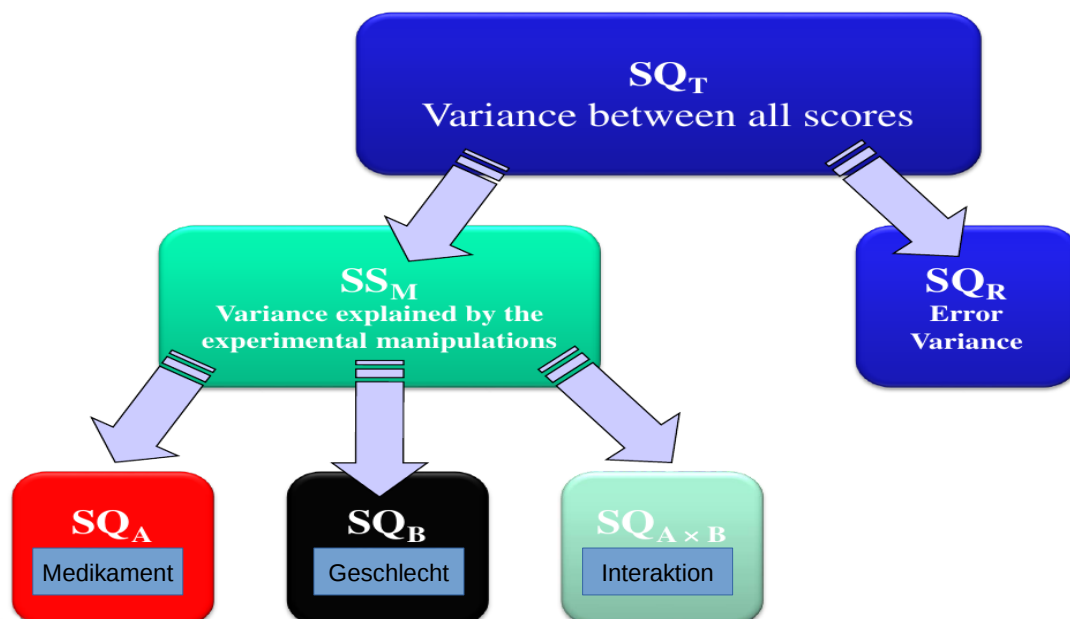 SQT
Variance between all scores
SSM
Variance explained by the
experimental manipulations
SQR
Error
Variance
SQA
Medikament
SQB
Geschlecht
SQA × B
Interaktion